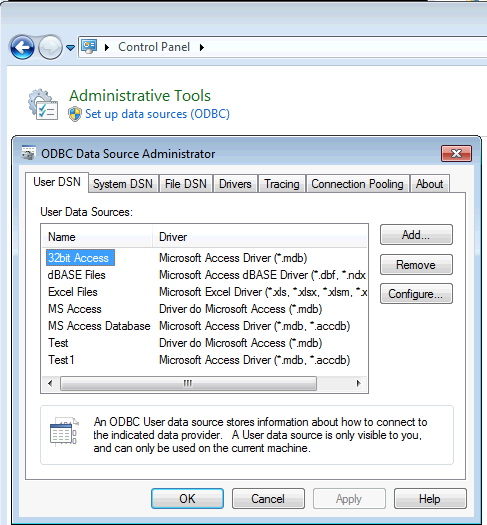 Control Panel
Administrative Tools
Set up data sources (ODBC)
ODBC Data Source Administrator
User DSN System DSN File DSN Drivers Tracing Connection Pooling About
User Data Sources:
Name Driver
32bit Access Microsoft Access Driver (*.mdb)
dBASE Files Microsoft Access dBASE Driver (*.dbf, *.ndx
Excel Files Microsoft Excel Driver (*.xls, *.xlsx, *.xlsm, *.x
MS Access Driver do Microsoft Access (*.mdb)
MS Access Database Microsoft Access Driver (*.mdb, *.accdb)
Test Driver do Microsoft Access (*.mdb)
Test1 Microsoft Access Driver (*.mdb, *.accdb)
Add...
Remove
Configure...
An ODBC User data source stores information about how to connect to
the indicated data provider. A User data source is only visible to you,
and can only be used on the current machine.
OK Cancel Apply Help